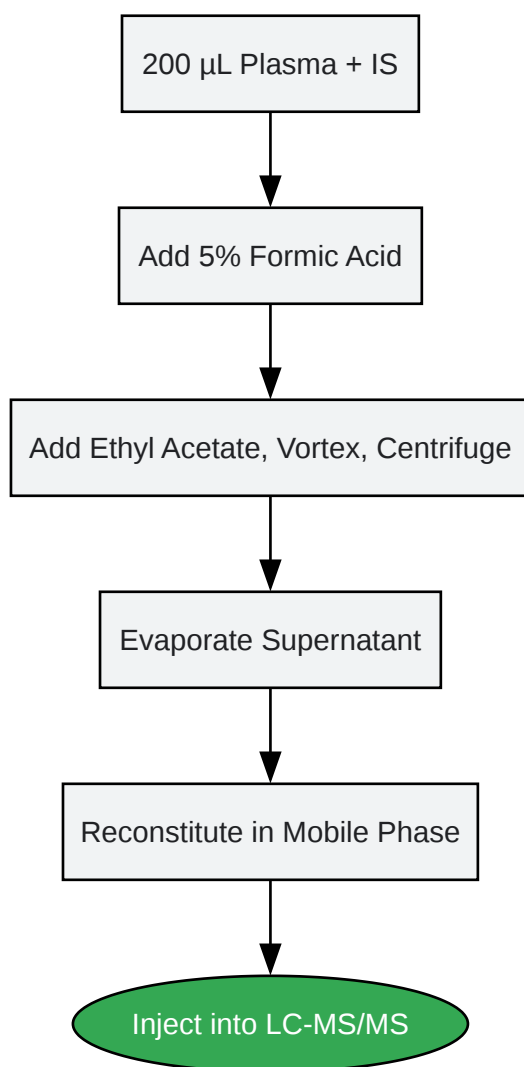 200 µL Plasma + IS
Add 5% Formic Acid
Add Ethyl Acetate, Vortex, Centrifuge
Evaporate Supernatant
Reconstitute in Mobile Phase
Inject into LC-MS/MS